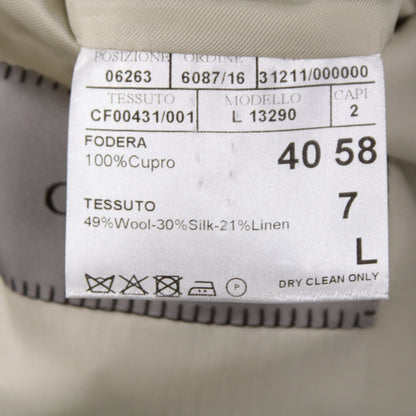 POSIZIONE ORDINE
06263 6087/16 31211/000000
TESSUTO MODELLO CAPI
CF00431/001 L 13290 2
FODERA
100%Cupro
40 58
TESSUTO
49%Wool-30%Silk-21%Linen
7
L
P
DRY CLEAN ONLY